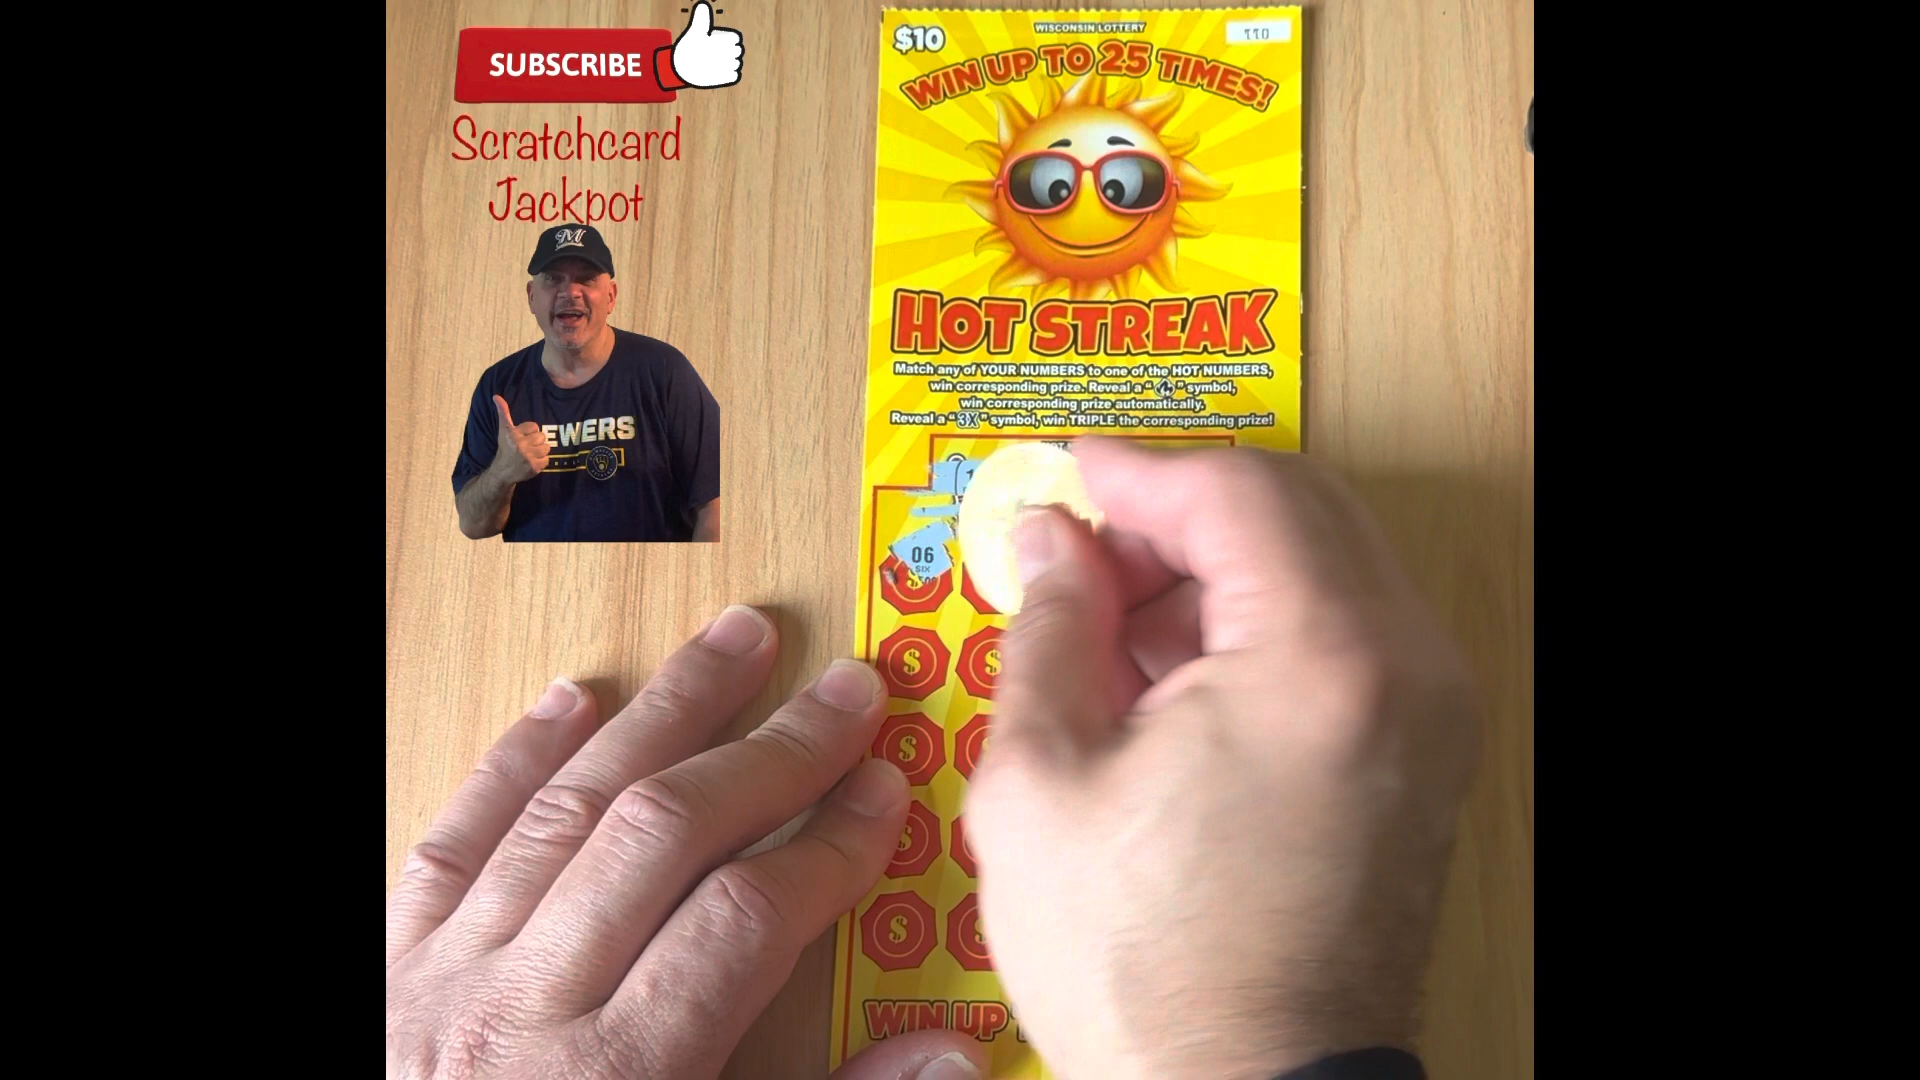 SUBSCRIBE
Scratchcard
Jackpot
M
EWERS
$10
WISCONSIN LOTTERY
WIN UP TO 25 TIMES!
HOT STREAK
Match any of YOUR NUMBERS to one of the HOT NUMBERS,
win corresponding prize. Reveal a " " symbol,
win corresponding prize automatically.
Reveal a "3X" symbol, win TRIPLE the corresponding prize!
06
SIX
$ $
$ $
$
$ $
WIN UP